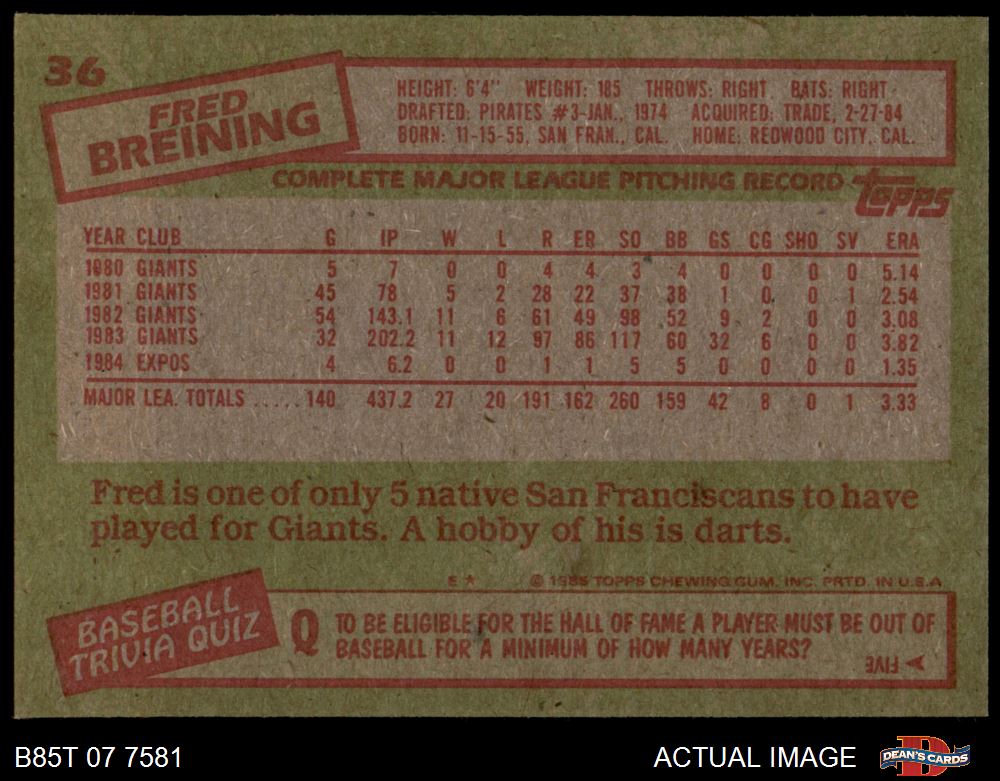 36
FRED
BREINING
HEIGHT: 6'4" WEIGHT: 185 THROWS: RIGHT BATS: RIGHT
DRAFTED: PIRATES #3-JAN., 1974 ACQUIRED: TRADE, 2-27-84
BORN: 11-15-55, SAN FRAN., CAL. HOME: REDWOOD CITY, CAL.
COMPLETE MAJOR LEAGUE PITCHING RECORD topps
YEAR CLUB G IP W L R ER SO BB GS CG SHO SV ERA
1980 GIANTS 5 7 0 0 4 4 3 4 0 0 0 0 5.14
1981 GIANTS 45 78 5 2 28 22 37 38 1 0 0 1 2.54
1982 GIANTS 54 143.1 11 6 61 49 98 52 9 2 0 0 3.08
1983 GIANTS 32 202.2 11 12 97 86 117 60 32 6 0 0 3.82
1984 EXPOS 4 6.2 0 0 1 1 5 5 0 0 0 0 1.35
MAJOR LEA. TOTALS ..... 140 437.2 27 20 191 162 260 159 42 8 0 1 3.33
Fred is one of only 5 native San Franciscans to have
played for Giants. A hobby of his is darts.
E ★ © 1985 TOPPS CHEWING GUM, INC. PRTD. IN U.S.A
BASEBALL
TRIVIA QUIZ
Q TO BE ELIGIBLE FOR THE HALL OF FAME A PLAYER MUST BE OUT OF
BASEBALL FOR A MINIMUM OF HOW MANY YEARS?
A FIVE
B85T 07 7581
ACTUAL IMAGE
D
DEAN'S CARDS